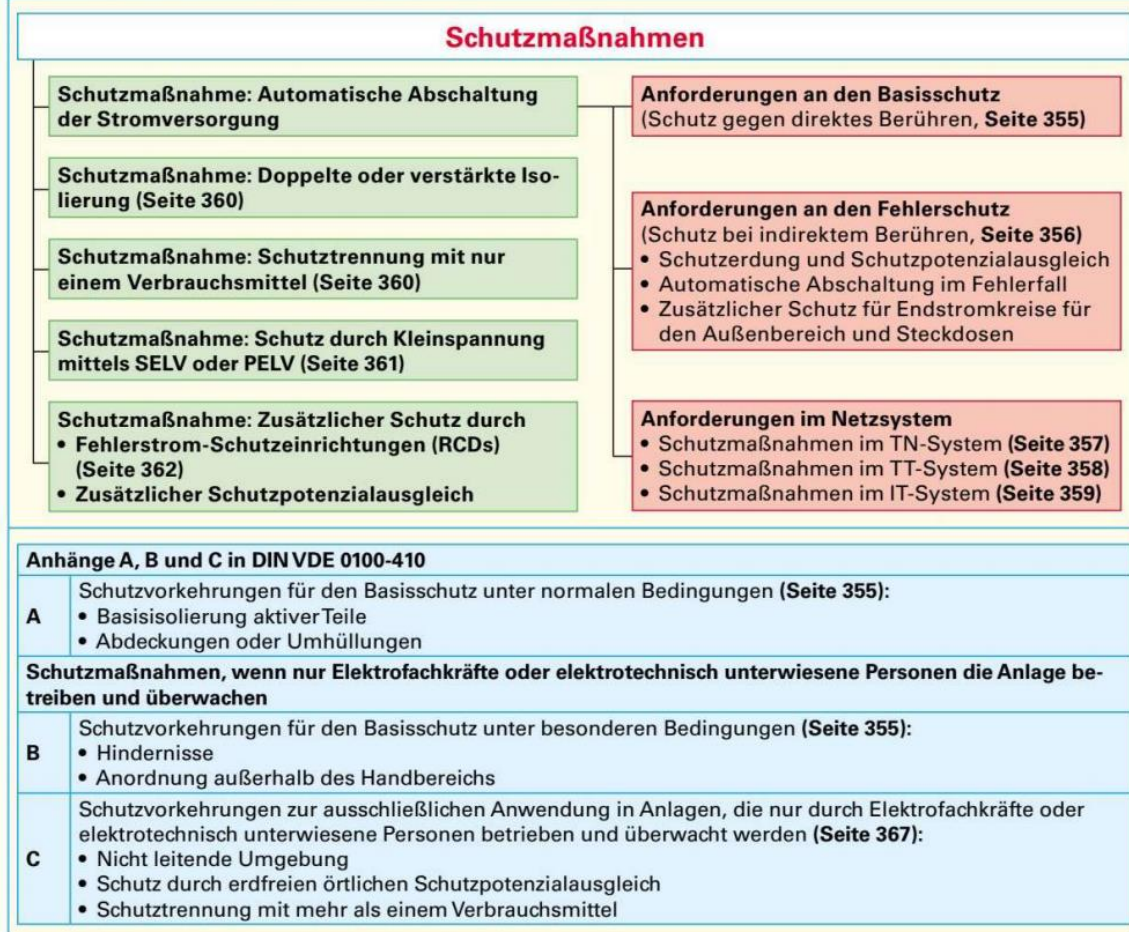 Schutzmaßnahmen
Schutzmaßnahme: Automatische Abschaltung
der Stromversorgung
Schutzmaßnahme: Doppelte oder verstärkte Iso-
lierung (Seite 360)
Schutzmaßnahme: Schutztrennung mit nur
einem Verbrauchsmittel (Seite 360)
Schutzmaßnahme: Schutz durch Kleinspannung
mittels SELV oder PELV (Seite 361)
Schutzmaßnahme: Zusätzlicher Schutz durch
• Fehlerstrom-Schutzeinrichtungen (RCDs)
(Seite 362)
• Zusätzlicher Schutzpotenzialausgleich
Anforderungen an den Basisschutz
(Schutz gegen direktes Berühren, Seite 355)
Anforderungen an den Fehlerschutz
(Schutz bei indirektem Berühren, Seite 356)
• Schutzerdung und Schutzpotenzialausgleich
• Automatische Abschaltung im Fehlerfall
• Zusätzlicher Schutz für Endstromkreise für
den Außenbereich und Steckdosen
Anforderungen im Netzsystem
• Schutzmaßnahmen im TN-System (Seite 357)
• Schutzmaßnahmen im TT-System (Seite 358)
• Schutzmaßnahmen im IT-System (Seite 359)
Anhänge A, B und C in DIN VDE 0100-410
A
Schutzvorkehrungen für den Basisschutz unter normalen Bedingungen (Seite 355):
• Basisisolierung aktiver Teile
• Abdeckungen oder Umhüllungen
Schutzmaßnahmen, wenn nur Elektrofachkräfte oder elektrotechnisch unterwiesene Personen die Anlage be-
treiben und überwachen
B
Schutzvorkehrungen für den Basisschutz unter besonderen Bedingungen (Seite 355):
• Hindernisse
• Anordnung außerhalb des Handbereichs
C
Schutzvorkehrungen zur ausschließlichen Anwendung in Anlagen, die nur durch Elektrofachkräfte oder
elektrotechnisch unterwiesene Personen betrieben und überwacht werden (Seite 367):
• Nicht leitende Umgebung
• Schutz durch erdfreien örtlichen Schutzpotenzialausgleich
• Schutztrennung mit mehr als einem Verbrauchsmittel